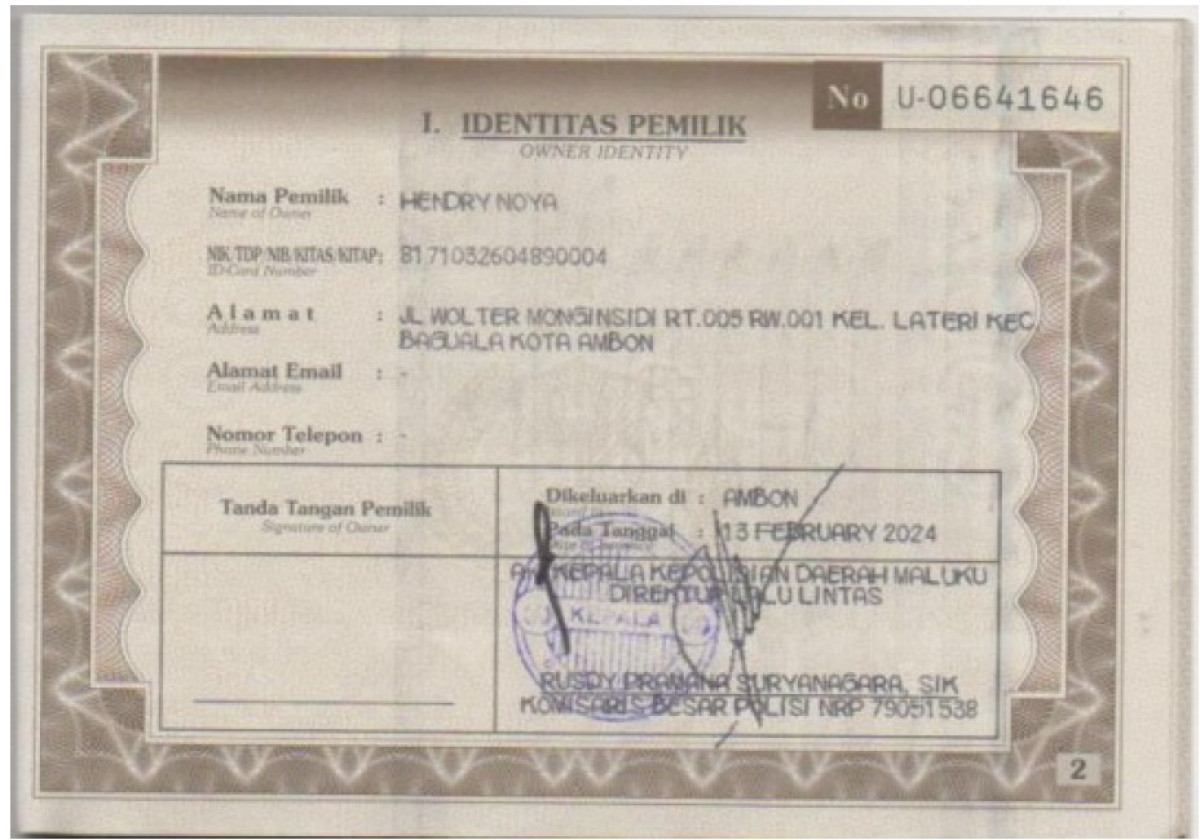 No U-06641646
I. IDENTITAS PEMILIK
OWNER IDENTITY
Nama Pemilik : HENDRY NOYA
Name of Owner
NIK/TDP/NIB/KITAS/KITAP: 8171032604890004
ID-Card Number
Alamat : JL WOLTER MONGINSIDI RT.005 RW.001 KEL. LATERI KEC.
Address
BAGUALA KOTA AMBON
Alamat Email : -
Email Address
Nomor Telepon : -
Phone Number
Tanda Tangan Pemilik
Signature of Owner
Dikeluarkan di : AMBON
Pada Tanggal : 13 FEBRUARY 2024
KEPALA KEPOLISIAN DAERAH MALUKU
DIREKTUR LALU LINTAS
KEPALA
RUSDY PRAMANA SURYANAGARA, SIK
KOMISARIS BESAR POLISI NRP 79051538
2